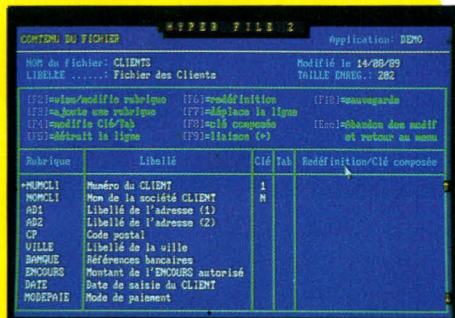 HYPER FILE 2
CONTENU DU FICHIER Application: DEMO
NOM du fichier: CLIENTS Modifié le 14/08/89
LIBELLE ......: Fichier des Clients TAILLE ENREG.: 202
[F2]=visu/modifie rubrique [F6]=redéfinition [F10]=sauvegarde
[F3]=ajoute une rubrique [F7]=déplace la ligne
[F4]=modifie Clé/Tab [F8]=clé composée [Esc]=Abandon des modif
[F5]=détruit la ligne [F9]=liaison (+) et retour au menu
Rubrique Libellé Clé Tab Redéfinition/Clé composée
+NUMCLI Numéro du CLIENT 1
NOMCLI Nom de la société CLIENT N
AD1 Libellé de l'adresse (1)
AD2 Libellé de l'adresse (2)
CP Code postal
VILLE Libellé de la ville
BANQUE Références bancaires
ENCOURS Montant de l'ENCOURS autorisé
DATE Date de saisie du CLIENT
MODEPAIE Mode de paiement